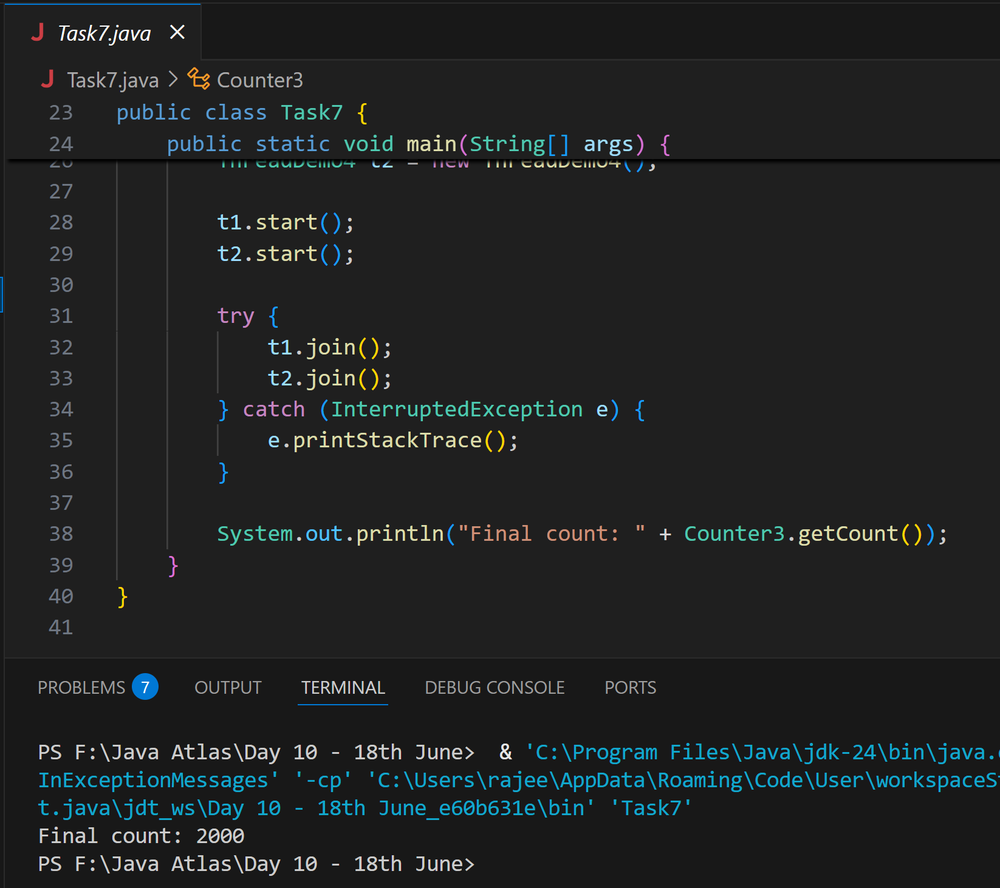 Task7.java
Task7.java > Counter3
23 public class Task7 {
24 public static void main(String[] args) {
26 ThreadDemo4 t2 = new ThreadDemo4();
27
28 t1.start();
29 t2.start();
30
31 try {
32 t1.join();
33 t2.join();
34 } catch (InterruptedException e) {
35 e.printStackTrace();
36 }
37
38 System.out.println("Final count: " + Counter3.getCount());
39 }
40 }
41
PROBLEMS 7 OUTPUT TERMINAL DEBUG CONSOLE PORTS
PS F:\Java Atlas\Day 10 - 18th June> & 'C:\Program Files\Java\jdk-24\bin\java.
InExceptionMessages' '-cp' 'C:\Users\rajee\AppData\Roaming\Code\User\workspaceS
t.java\jdt_ws\Day 10 - 18th June_e60b631e\bin' 'Task7'
Final count: 2000
PS F:\Java Atlas\Day 10 - 18th June>